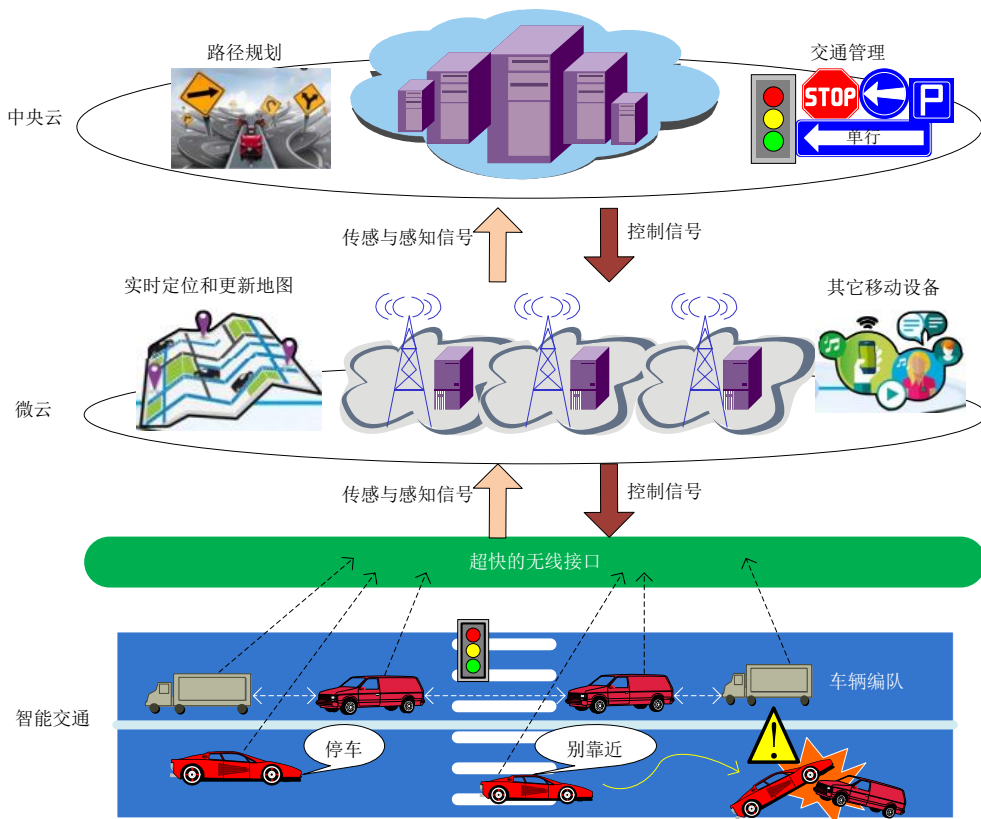 路径规划
交通管理
中央云
STOP
P
单行
传感与感知信号
控制信号
实时定位和更新地图
其它移动设备
微云
传感与感知信号
控制信号
超快的无线接口
车辆编队
智能交通
停车
别靠近